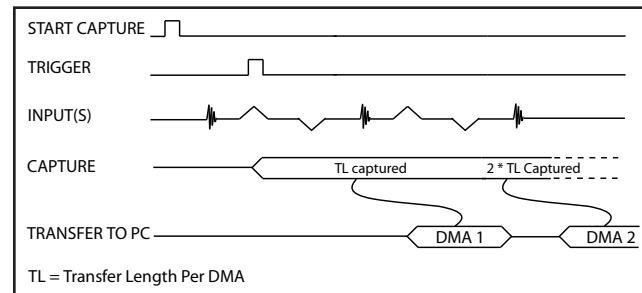 START CAPTURE
TRIGGER
INPUT(S)
CAPTURE
TL captured
2 * TL Captured
TRANSFER TO PC
DMA 1
DMA 2
TL = Transfer Length Per DMA